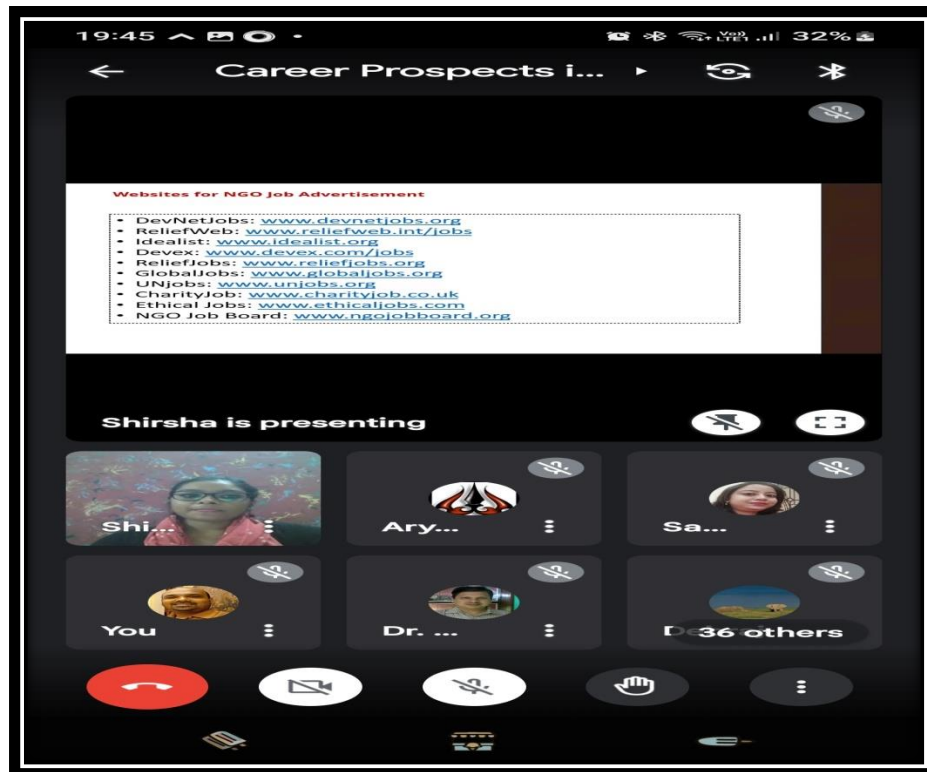 19:45
Vo))
LTE1
32%
Career Prospects i...
Websites for NGO Job Advertisement
• DevNetJobs: www.devnetjobs.org
• ReliefWeb: www.reliefweb.int/jobs
• Idealist: www.idealist.org
• Devex: www.devex.com/jobs
• ReliefJobs: www.reliefjobs.org
• GlobalJobs: www.globaljobs.org
• UNjobs: www.unjobs.org
• CharityJob: www.charityjob.co.uk
• Ethical Jobs: www.ethicaljobs.com
• NGO Job Board: www.ngojobboard.org
Shirsha is presenting
Shi...
Ary...
Sa...
You
Dr. ...
36 others